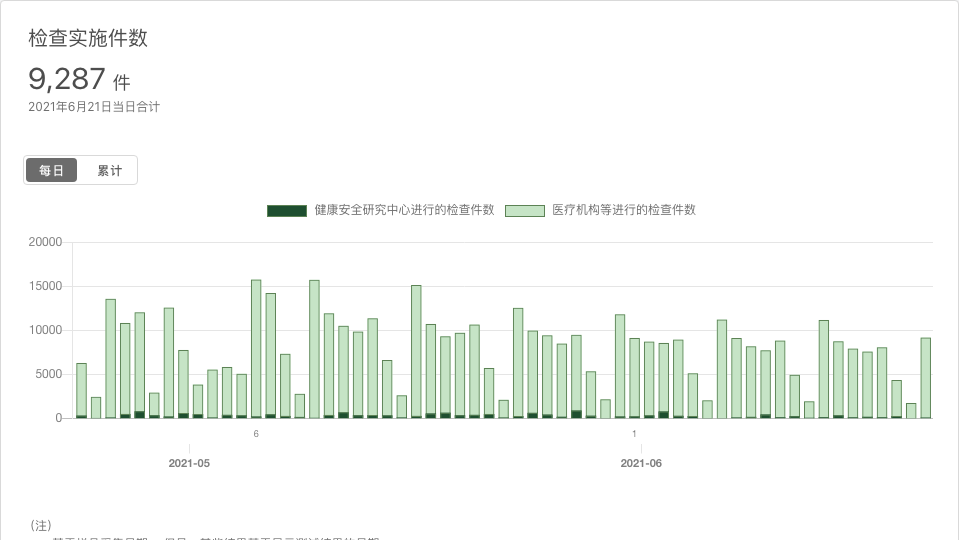 检查实施件数
9,287 件
2021年6月21日当日合计
每日 累计
健康安全研究中心进行的检查件数 医疗机构等进行的检查件数
20000
15000
10000
5000
0
6 1
2021-05 2021-06
(注)